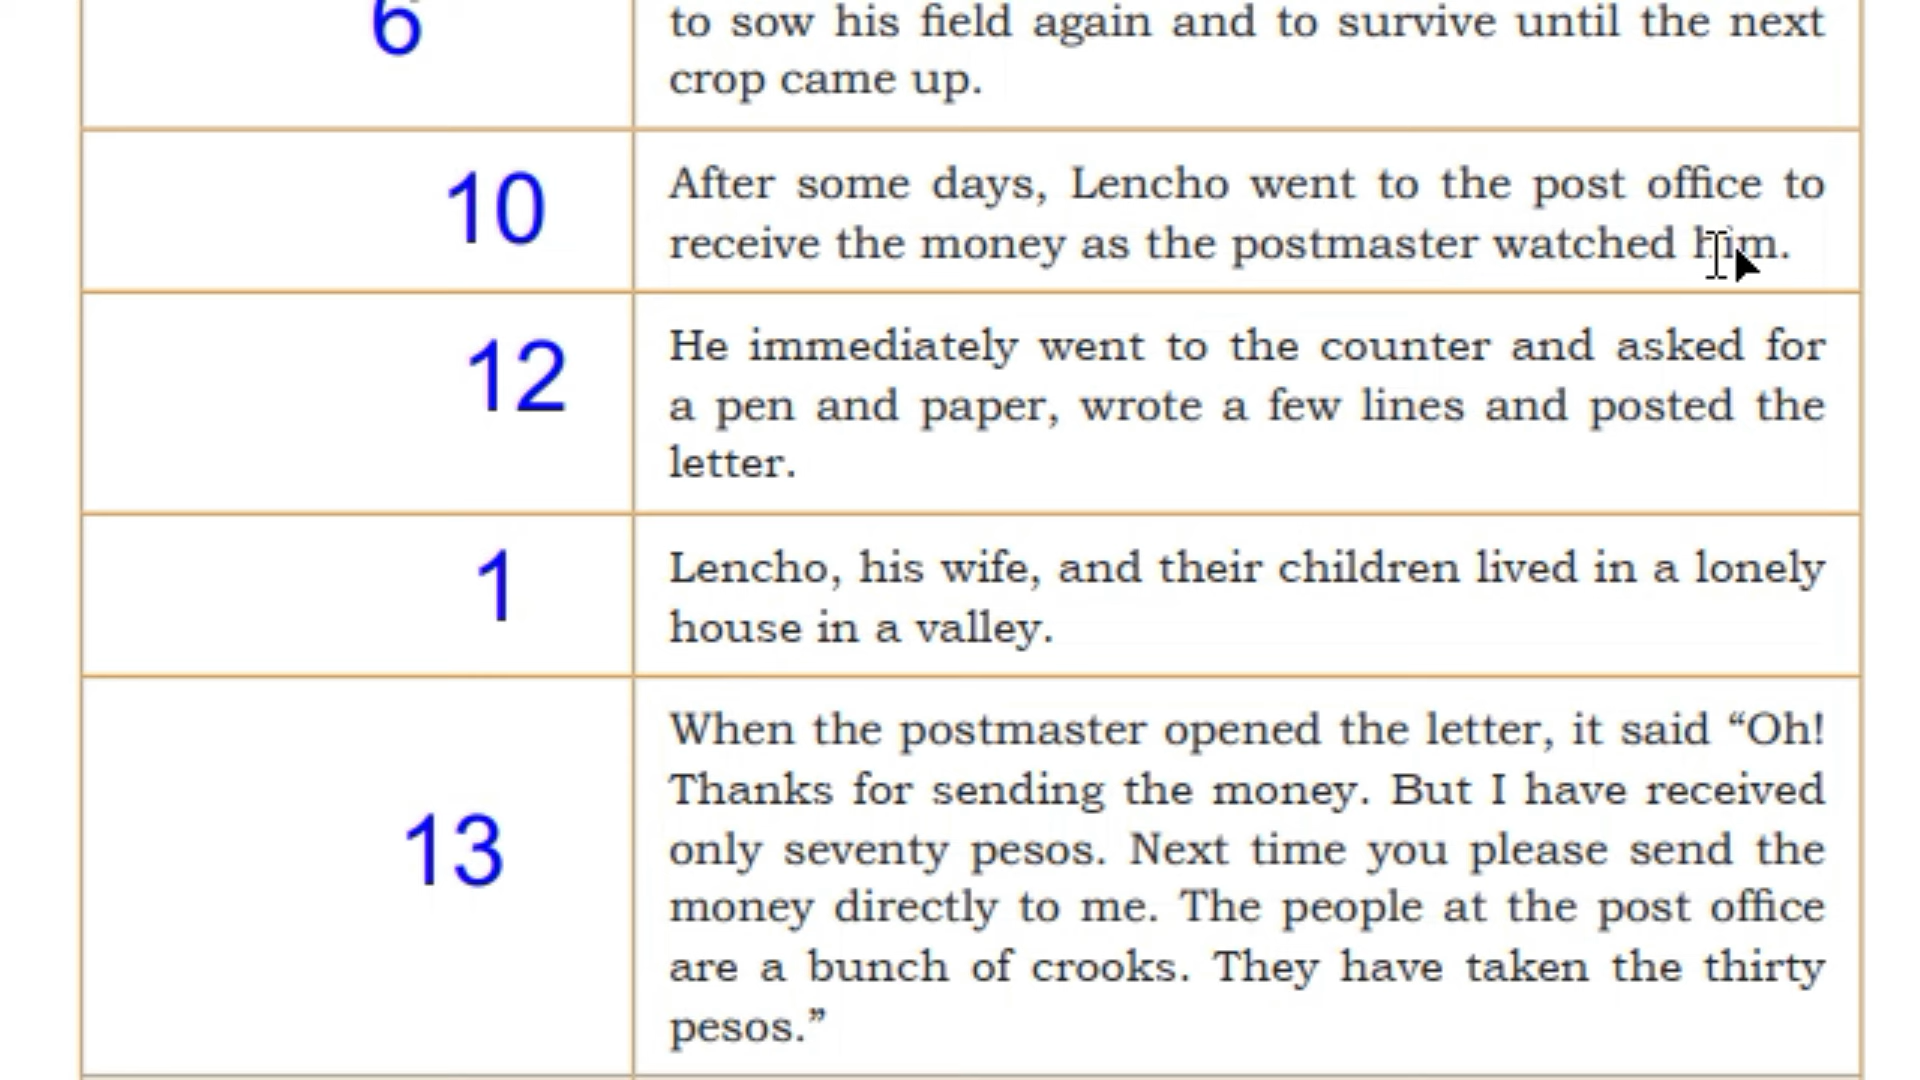 6
to sow his field again and to survive until the next
crop came up.
10
After some days, Lencho went to the post office to
receive the money as the postmaster watched him.
12
He immediately went to the counter and asked for
a pen and paper, wrote a few lines and posted the
letter.
1
Lencho, his wife, and their children lived in a lonely
house in a valley.
13
When the postmaster opened the letter, it said “Oh!
Thanks for sending the money. But I have received
only seventy pesos. Next time you please send the
money directly to me. The people at the post office
are a bunch of crooks. They have taken the thirty
pesos.”